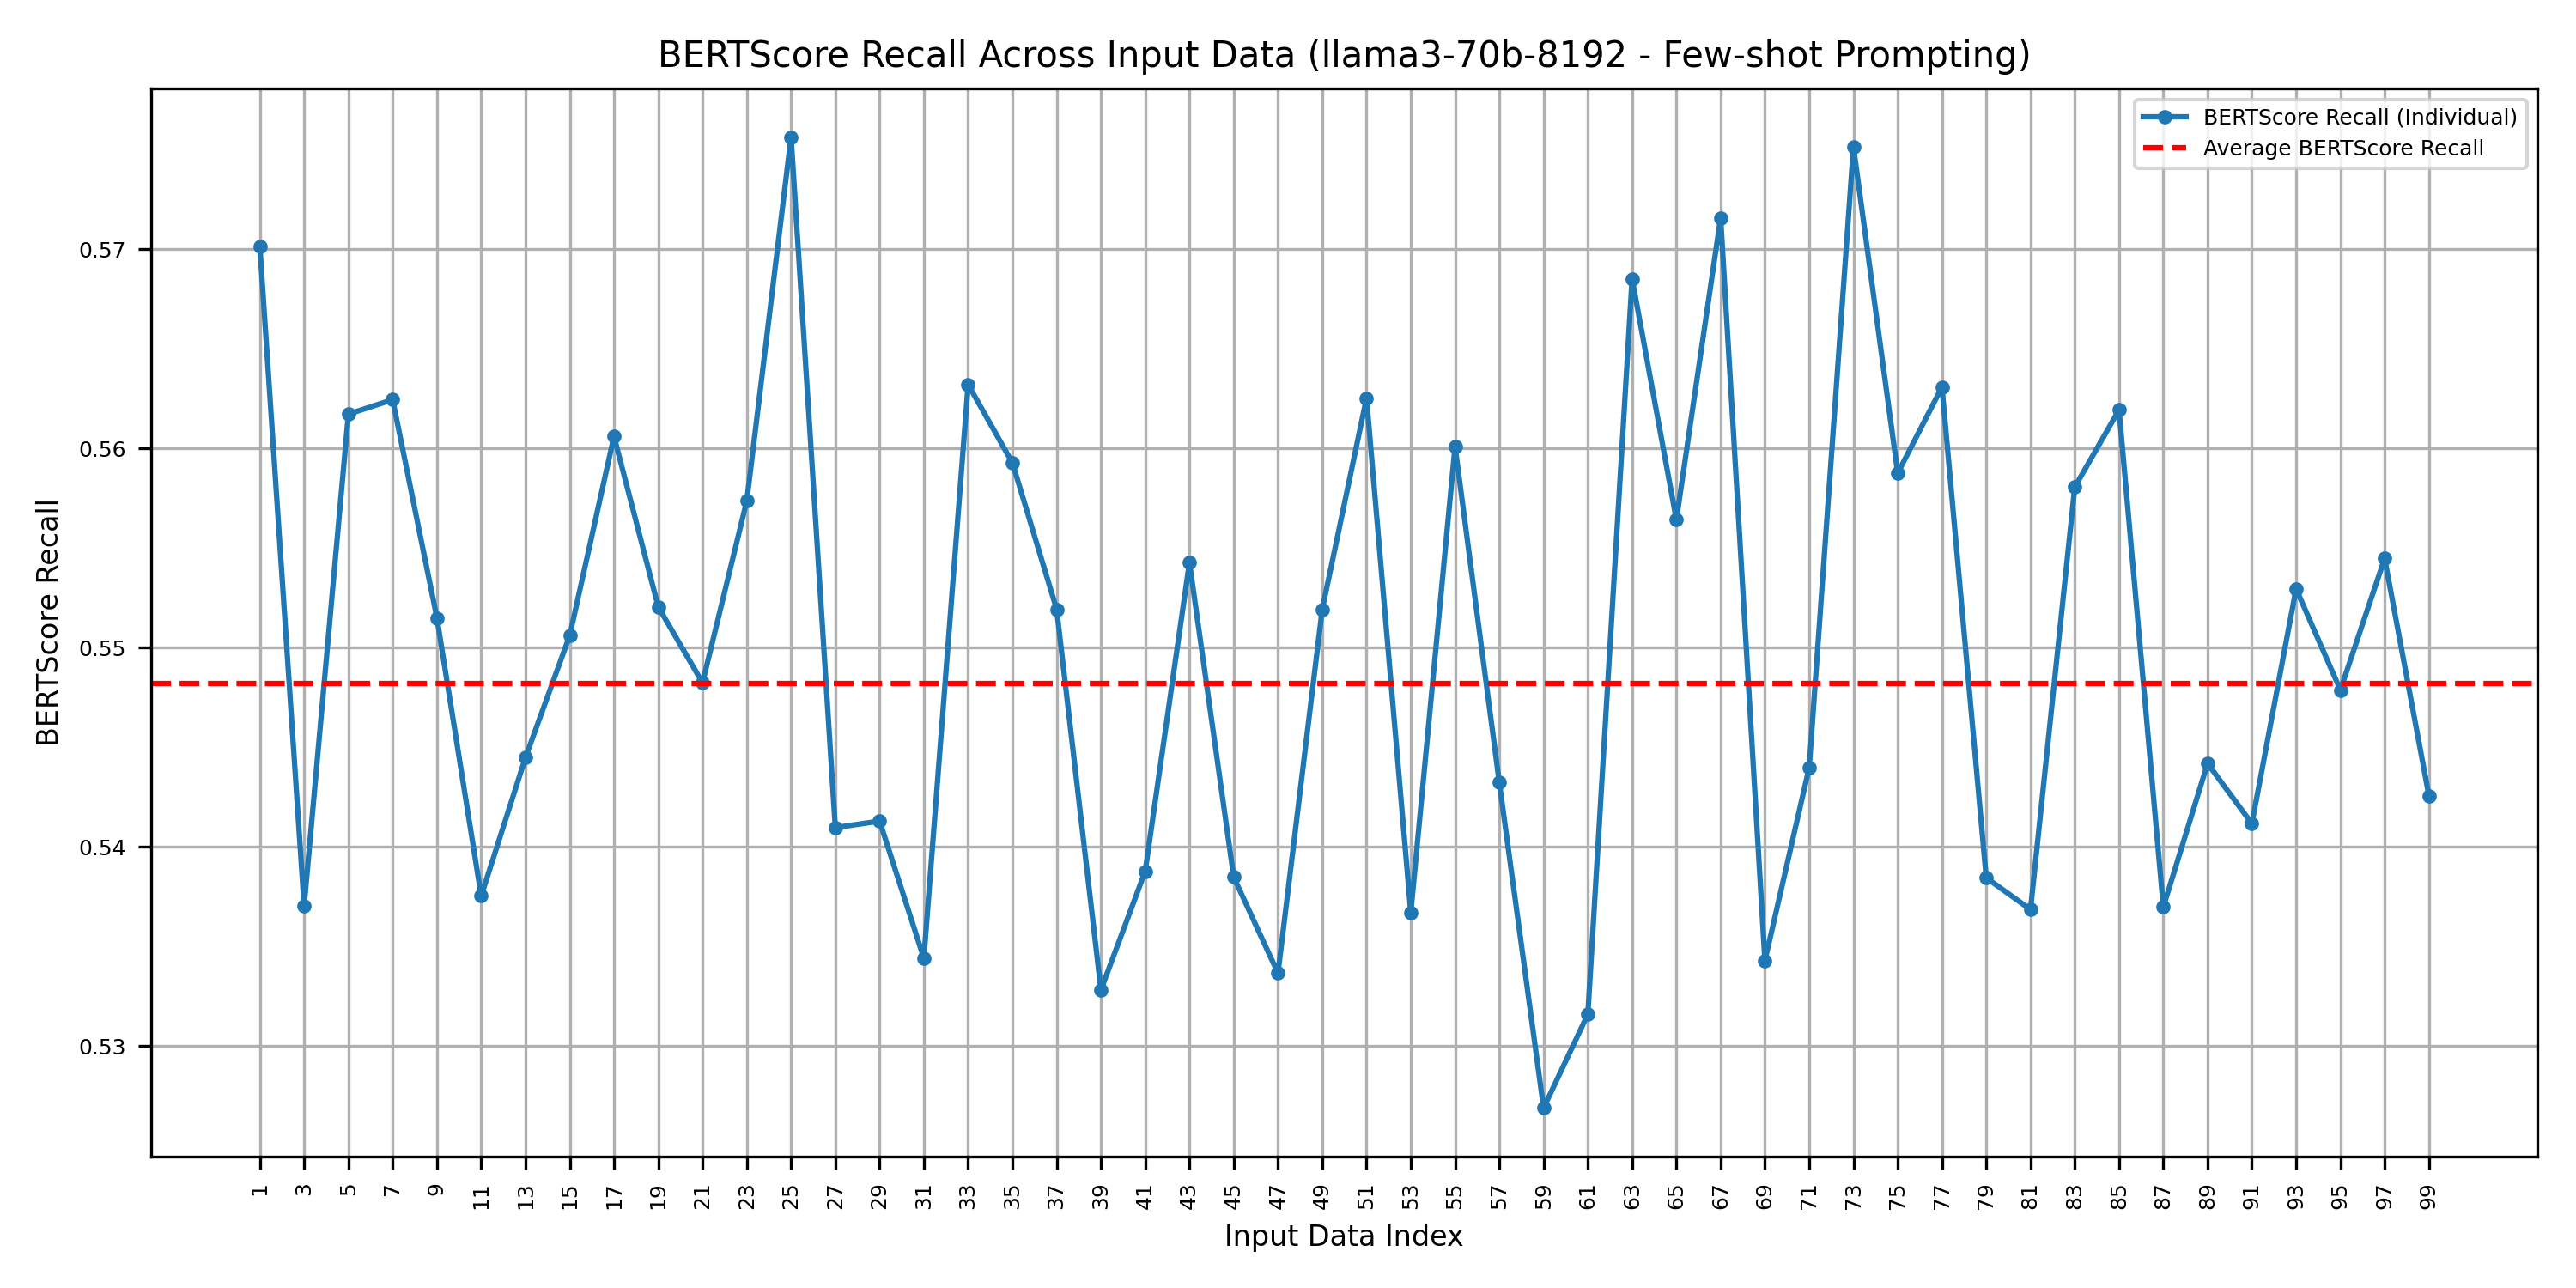 BERTScore Recall Across Input Data (llama3-70b-8192 - Few-shot Prompting)
BERTScore Recall (Individual)
Average BERTScore Recall
BERTScore Recall
0.57
0.56
0.55
0.54
0.53
1 3 5 7 9 11 13 15 17 19 21 23 25 27 29 31 33 35 37 39 41 43 45 47 49 51 53 55 57 59 61 63 65 67 69 71 73 75 77 79 81 83 85 87 89 91 93 95 97 99
Input Data Index